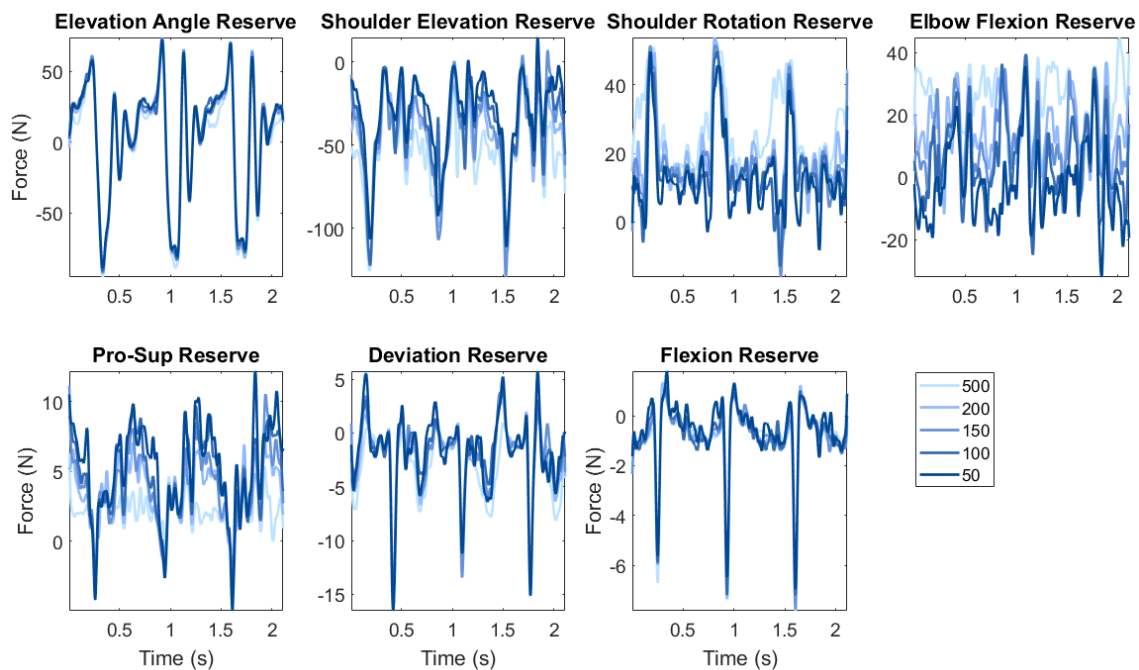 Elevation Angle Reserve
Force (N)
50
0
-50
0.5 1 1.5 2
Shoulder Elevation Reserve
0
-50
-100
0.5 1 1.5 2
Shoulder Rotation Reserve
40
20
0
0.5 1 1.5 2
Elbow Flexion Reserve
40
20
0
-20
0.5 1 1.5 2
Pro-Sup Reserve
Force (N)
10
5
0
0.5 1 1.5 2
Time (s)
Deviation Reserve
5
0
-5
-10
-15
0.5 1 1.5 2
Time (s)
Flexion Reserve
Force (N)
0
-2
-4
-6
0.5 1 1.5 2
Time (s)
500
200
150
100
50